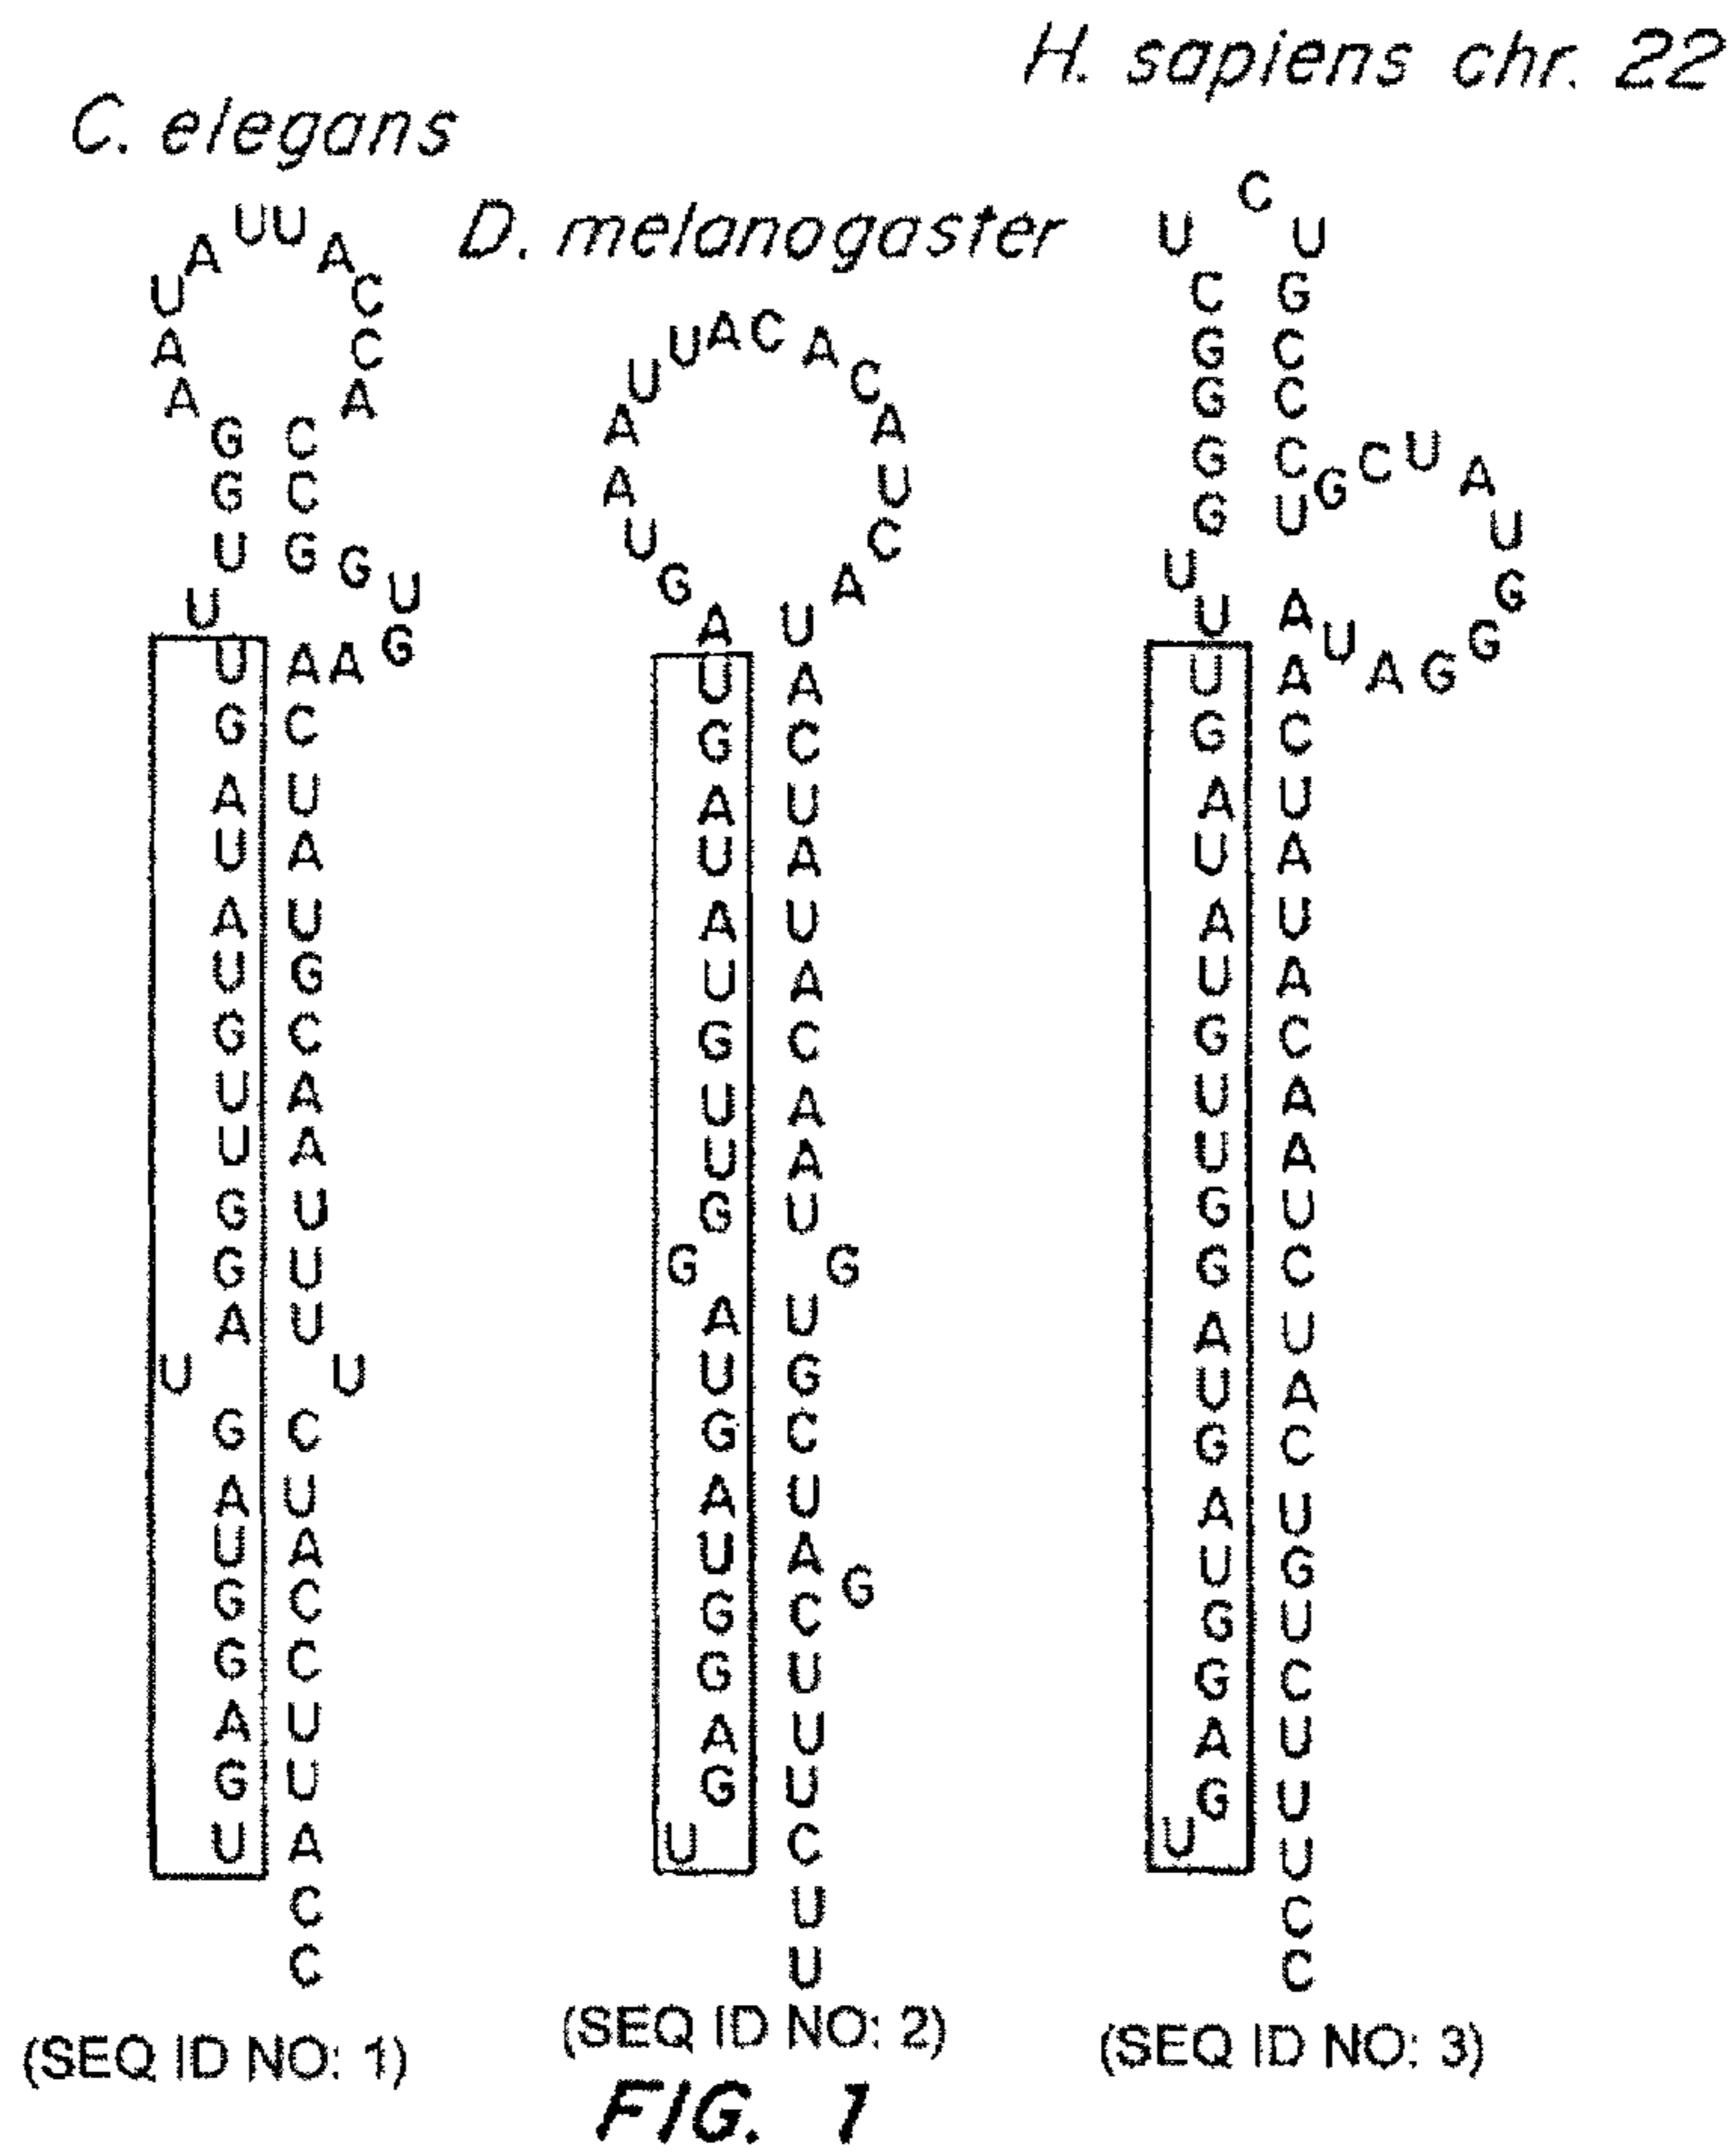 C. elegans
U U
A A
U C
A C
A A
G C
G C
U G G
U U
U A A G
G C
A U
U A
A U
U G
G C
U A
U A
G U
G U
A U
U U
G C
A U
U A
G C
G C
A U
G U
U A
C
C
(SEQ ID NO: 1)
D. melanogaster
U A C A
U C
A A
A U
U C
G A
A U
U A
G C
A U
U A
A U
U A
G C
U A
U A
G U
G G
A U
U G
G C
A U
U A
G
G C
G U
A U
G U
U C
U
U
(SEQ ID NO: 2)
H. sapiens chr. 22
C
U U
C G
G C
G C
G C G C U A
G U U
U G
U A U A G G
U A
G C
A U
U A
A U
U A
G C
U A
U A
G U
G C
A U
U A
G C
A U
U G
G U
G C
A U
G U
U U
C
C
(SEQ ID NO: 3)
FIG. 1